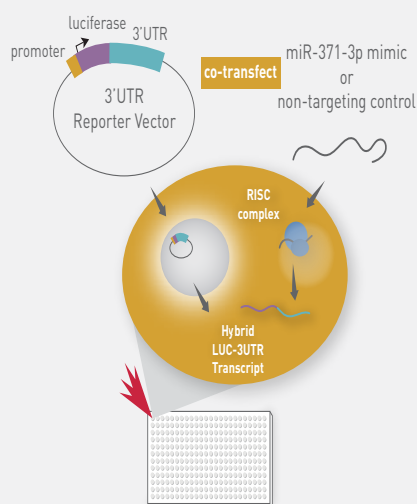 luciferase
3'UTR
promoter
3'UTR
Reporter Vector
co-transfect
miR-371-3p mimic
or
non-targeting control
RISC
complex
Hybrid
LUC-3UTR
Transcript